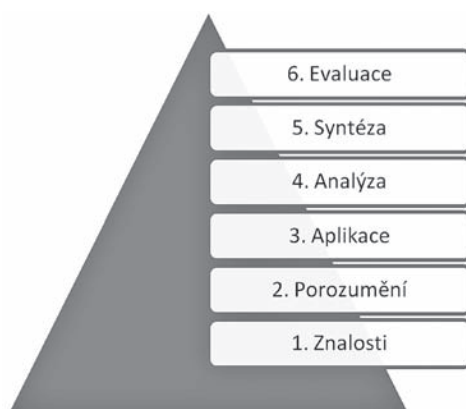 6. Evaluace
5. Syntéza
4. Analýza
3. Aplikace
2. Porozumění
1. Znalosti